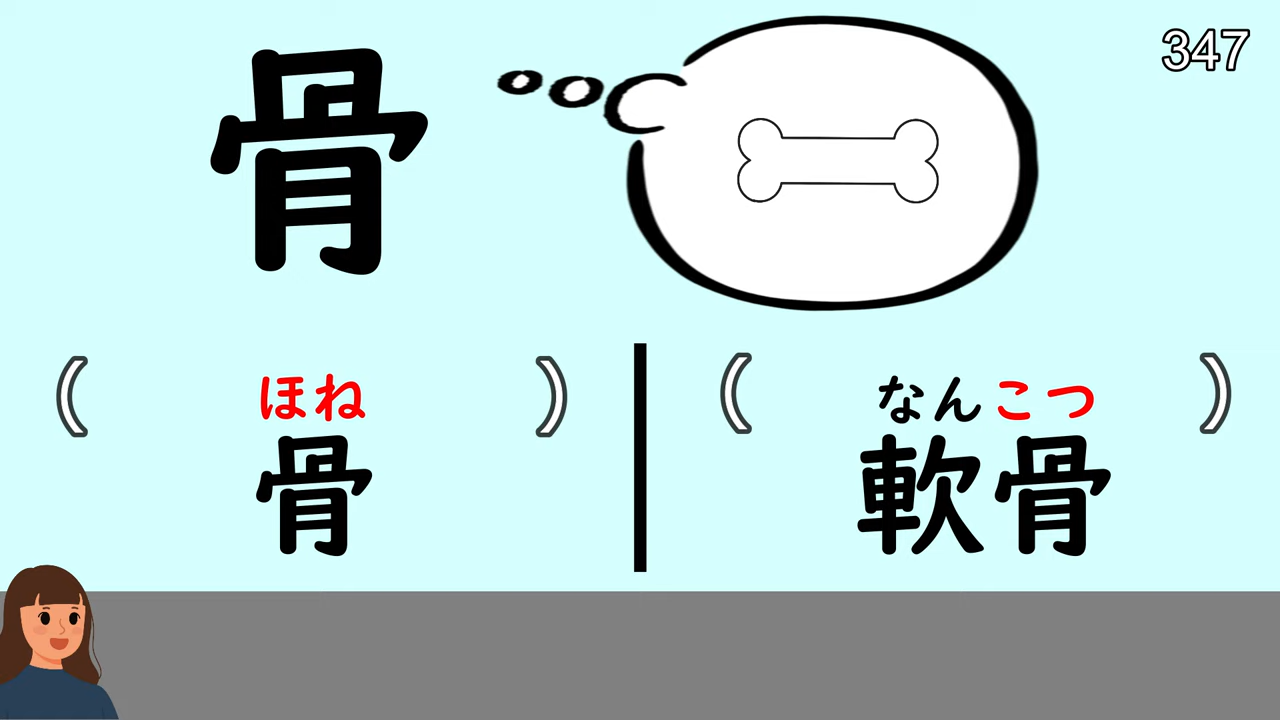 骨
347
( ほね )
骨
( なんこつ )
軟骨